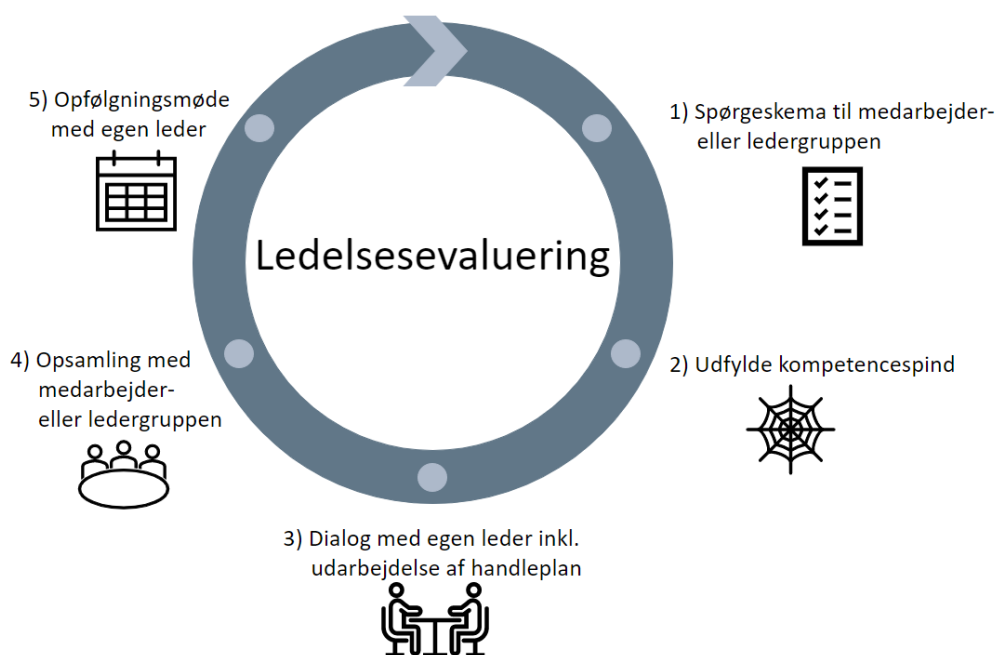 Ledelsesevaluering
1) Spørgeskema til medarbejder-
eller ledergruppen
2) Udfylde kompetencespind
3) Dialog med egen leder inkl.
udarbejdelse af handleplan
4) Opsamling med
medarbejder-
eller ledergruppen
5) Opfølgningsmøde
med egen leder